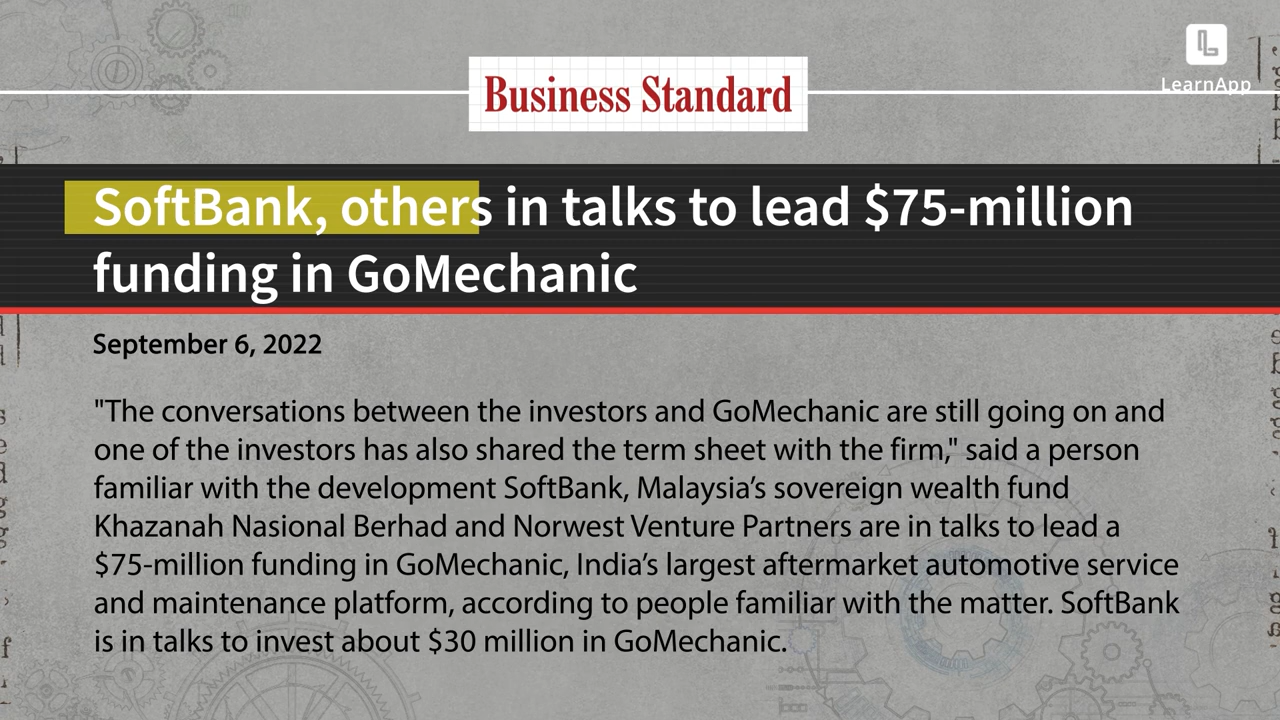 LearnApp
Business Standard
SoftBank, others in talks to lead $75-million
funding in GoMechanic
September 6, 2022
"The conversations between the investors and GoMechanic are still going on and
one of the investors has also shared the term sheet with the firm," said a person
familiar with the development SoftBank, Malaysia’s sovereign wealth fund
Khazanah Nasional Berhad and Norwest Venture Partners are in talks to lead a
$75-million funding in GoMechanic, India’s largest aftermarket automotive service
and maintenance platform, according to people familiar with the matter. SoftBank
is in talks to invest about $30 million in GoMechanic.